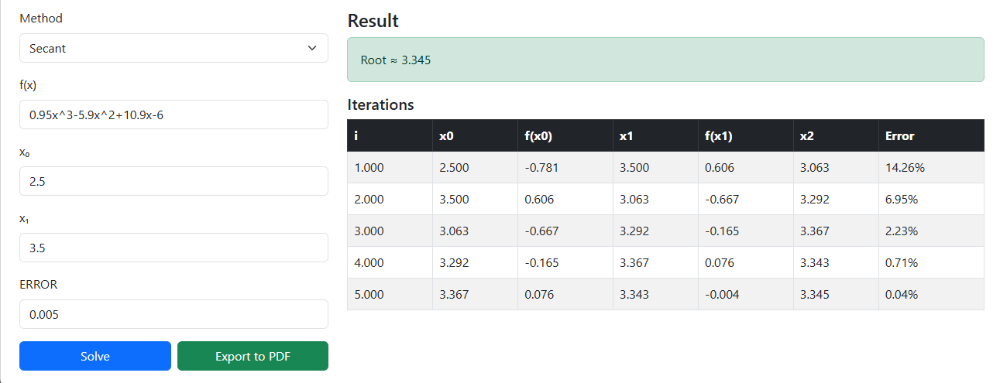 Method
Secant
f(x)
0.95x^3-5.9x^2+10.9x-6
x₀
2.5
x₁
3.5
ERROR
0.005
Solve Export to PDF
Result
Root ≈ 3.345
Iterations
i x0 f(x0) x1 f(x1) x2 Error
1.000 2.500 -0.781 3.500 0.606 3.063 14.26%
2.000 3.500 0.606 3.063 -0.667 3.292 6.95%
3.000 3.063 -0.667 3.292 -0.165 3.367 2.23%
4.000 3.292 -0.165 3.367 0.076 3.343 0.71%
5.000 3.367 0.076 3.343 -0.004 3.345 0.04%